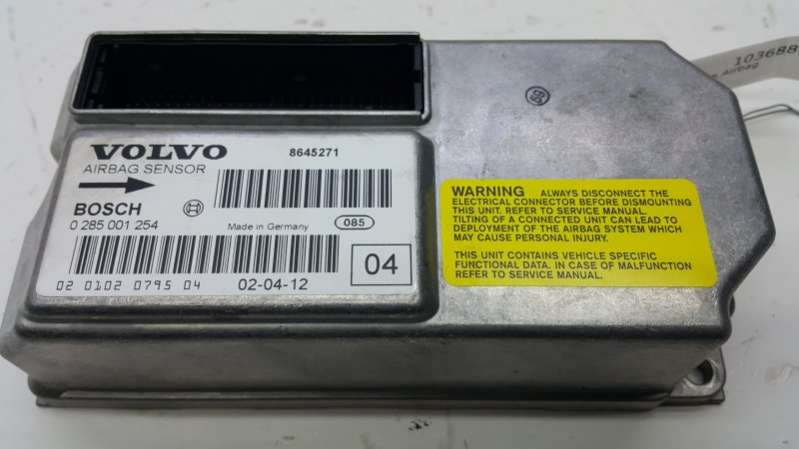 VOLVO
8645271
AIRBAG SENSOR
BOSCH
0 285 001 254
Made in Germany
085
04
02 0102 0795 04
02-04-12
WARNING ALWAYS DISCONNECT THE
ELECTRICAL CONNECTOR BEFORE DISMOUNTING
THIS UNIT. REFER TO SERVICE MANUAL.
TILTING OF A CONNECTED UNIT CAN LEAD TO
DEPLOYMENT OF THE AIRBAG SYSTEM WHICH
MAY CAUSE PERSONAL INJURY.
THIS UNIT CONTAINS VEHICLE SPECIFIC
FUNCTIONAL DATA. IN CASE OF MALFUNCTION
REFER TO SERVICE MANUAL.
103688
Airbag